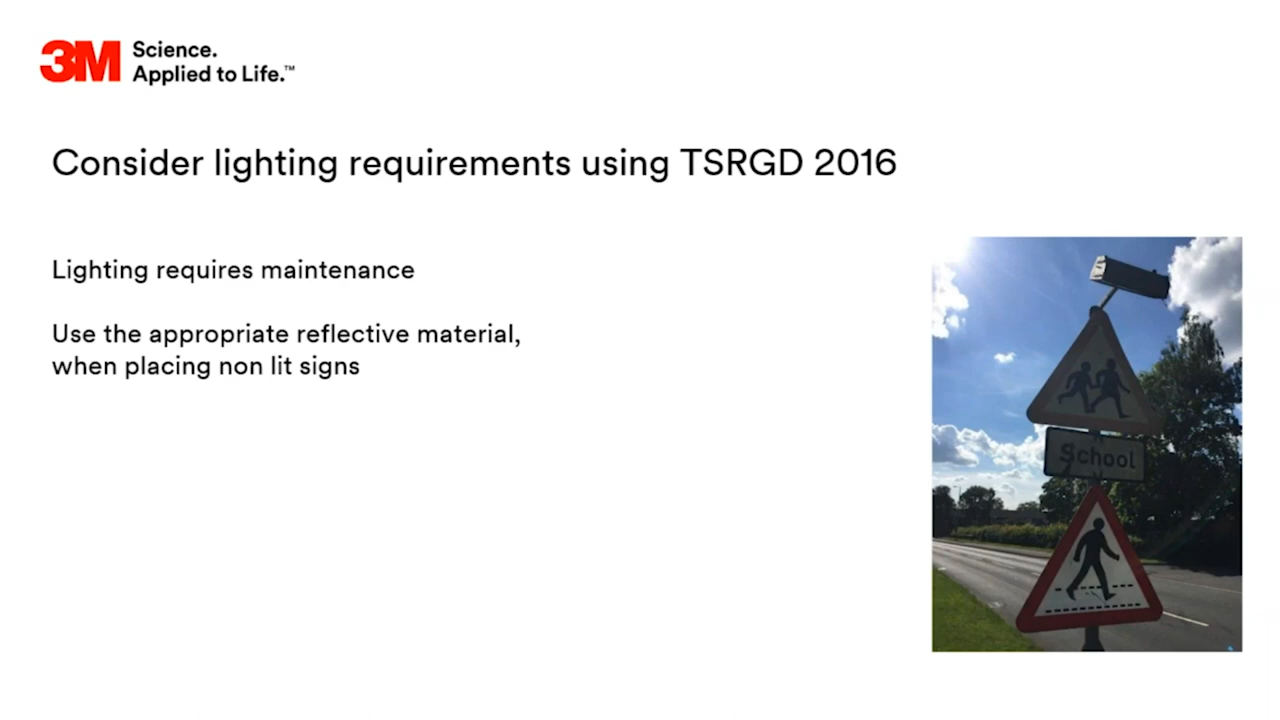 3M Science.
Applied to Life.™
Consider lighting requirements using TSRGD 2016
Lighting requires maintenance
Use the appropriate reflective material,
when placing non lit signs
School